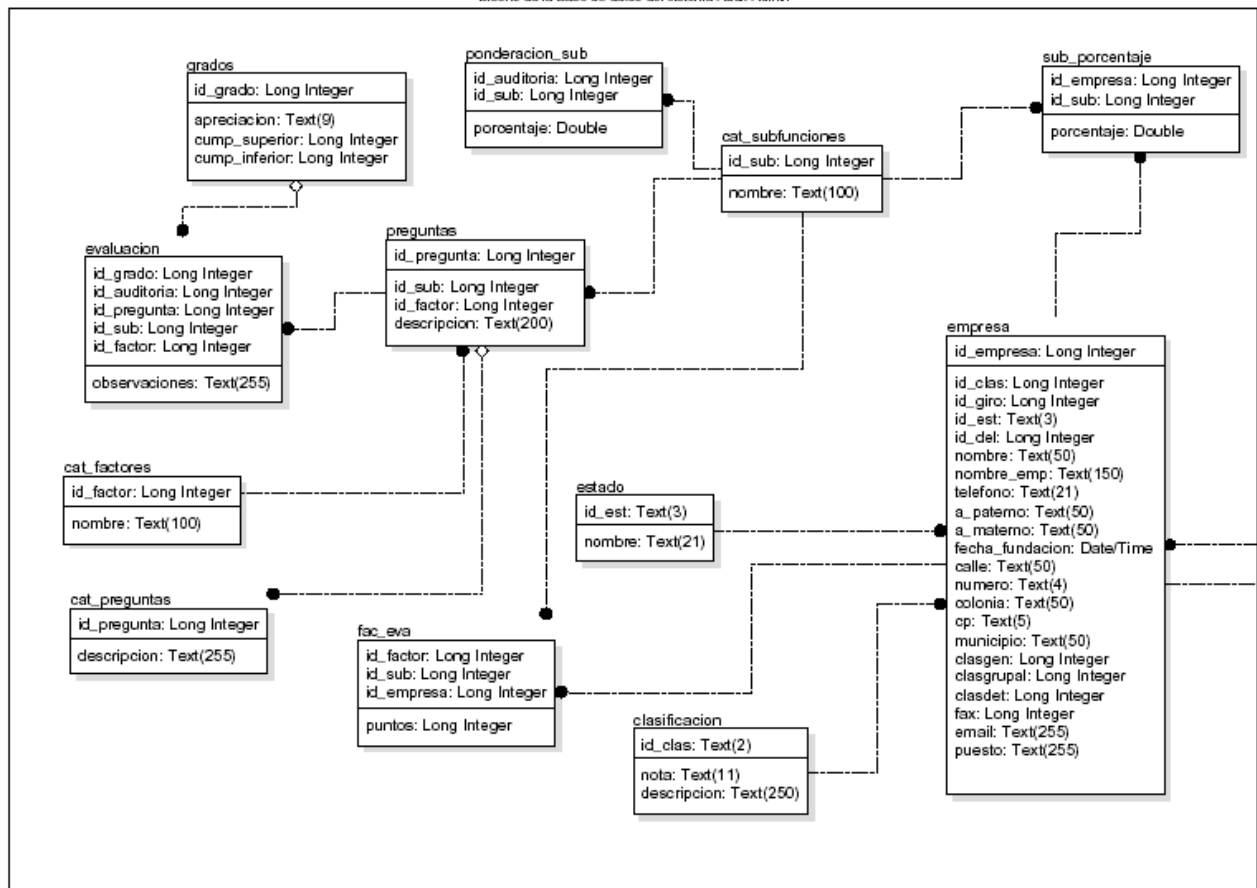 grados
id_grado: Long Integer
apreciacion: Text(9)
cump_superior: Long Integer
cump_inferior: Long Integer
ponderacion_sub
id_auditoria: Long Integer
id_sub: Long Integer
porcentaje: Double
sub_porcentaje
id_empresa: Long Integer
id_sub: Long Integer
porcentaje: Double
cat_subfunciones
id_sub: Long Integer
nombre: Text(100)
evaluacion
id_grado: Long Integer
id_auditoria: Long Integer
id_pregunta: Long Integer
id_sub: Long Integer
id_factor: Long Integer
observaciones: Text(255)
preguntas
id_pregunta: Long Integer
id_sub: Long Integer
id_factor: Long Integer
descripcion: Text(200)
empresa
id_empresa: Long Integer
id_clas: Long Integer
id_giro: Long Integer
id_est: Text(3)
id_del: Long Integer
nombre: Text(50)
nombre_emp: Text(150)
telefono: Text(21)
a_paterno: Text(50)
a_materno: Text(50)
fecha_fundacion: Date/Time
calle: Text(50)
numero: Text(4)
colonia: Text(50)
cp: Text(5)
municipio: Text(50)
clasgen: Long Integer
clasgrupal: Long Integer
clasdet: Long Integer
fax: Long Integer
email: Text(255)
puesto: Text(255)
cat_factores
id_factor: Long Integer
nombre: Text(100)
estado
id_est: Text(3)
nombre: Text(21)
cat_preguntas
id_pregunta: Long Integer
descripcion: Text(255)
fac_eva
id_factor: Long Integer
id_sub: Long Integer
id_empresa: Long Integer
puntos: Long Integer
clasificacion
id_clas: Text(2)
nota: Text(11)
descripcion: Text(250)